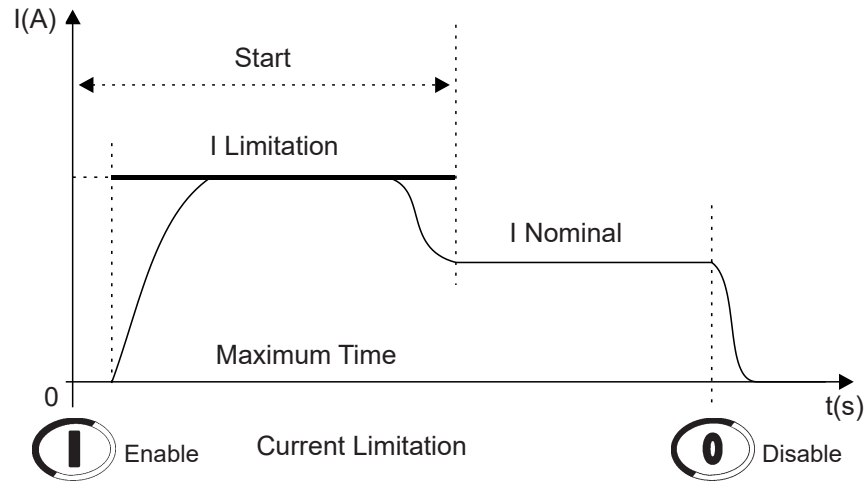 I(A)
Start
I Limitation
I Nominal
Maximum Time
0
t(s)
I
Enable
Current Limitation
0
Disable